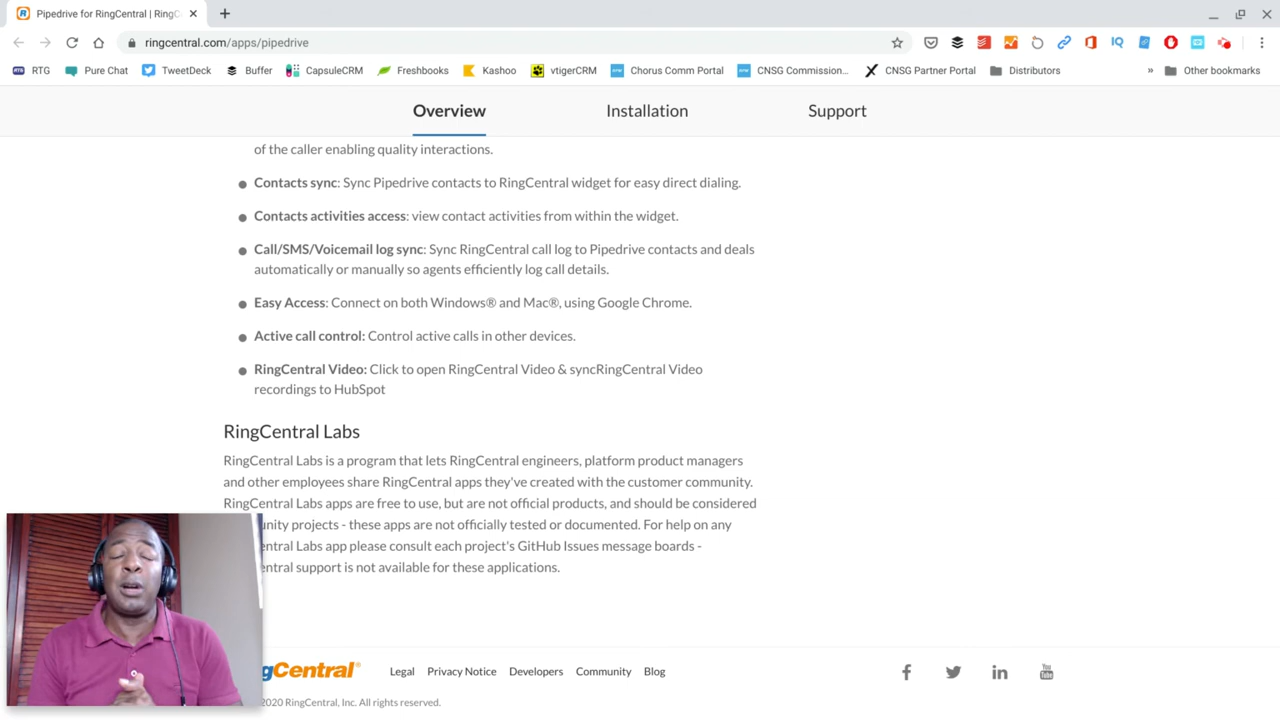 Pipedrive for RingCentral | RingC
ringcentral.com/apps/pipedrive
RTG Pure Chat TweetDeck Buffer CapsuleCRM Freshbooks Kashoo vtigerCRM Chorus Comm Portal CNSG Commission... CNSG Partner Portal Distributors » Other bookmarks
Overview Installation Support
of the caller enabling quality interactions.
Contacts sync: Sync Pipedrive contacts to RingCentral widget for easy direct dialing.
Contacts activities access: view contact activities from within the widget.
Call/SMS/Voicemail log sync: Sync RingCentral call log to Pipedrive contacts and deals
automatically or manually so agents efficiently log call details.
Easy Access: Connect on both Windows® and Mac®, using Google Chrome.
Active call control: Control active calls in other devices.
RingCentral Video: Click to open RingCentral Video & syncRingCentral Video
recordings to HubSpot
RingCentral Labs
RingCentral Labs is a program that lets RingCentral engineers, platform product managers
and other employees share RingCentral apps they've created with the customer community.
RingCentral Labs apps are free to use, but are not official products, and should be considered
unity projects - these apps are not officially tested or documented. For help on any
entral Labs app please consult each project's GitHub Issues message boards -
entral support is not available for these applications.
gCentral® Legal Privacy Notice Developers Community Blog
2020 RingCentral, Inc. All rights reserved.